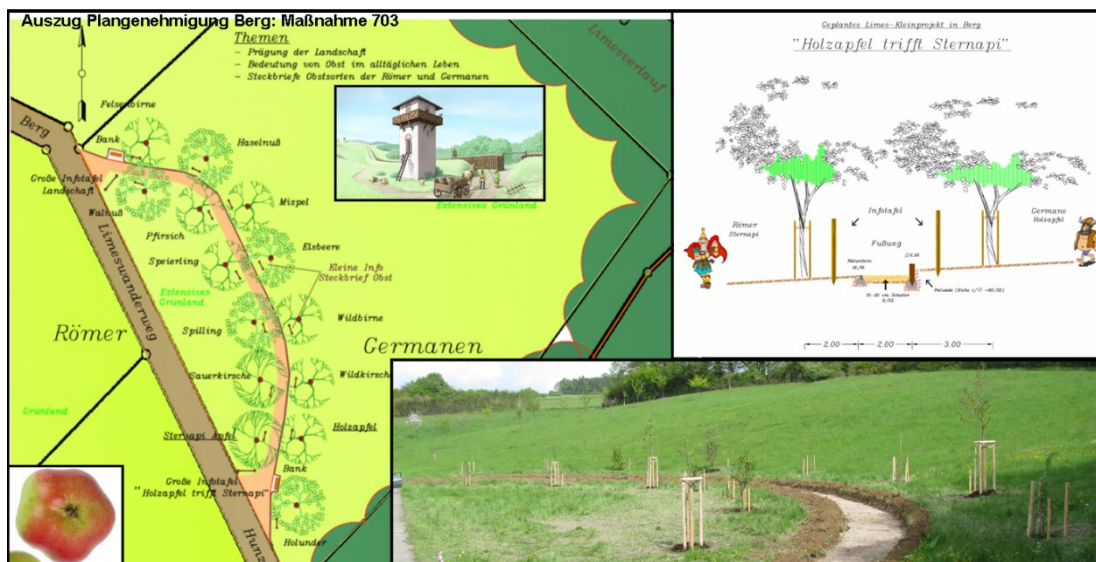 Auszug Plangenehmigung Berg: Maßnahme 703
Themen
- Prägung der Landschaft
- Bedeutung von Obst im alltäglichen Leben
- Steckbriefe Obstsorten der Römer und Germanen
Limesverlauf
Felsenbirne
Berg
Bank
Haselnuß
Große Infotafel
Landschaft
Walnuß
Mispel
Extensives Grünland
Pfirsich
Elsbeere
Speierling
Kleine Info
Steckbrief Obst
Extensives
Grünland
Limeswanderweg
Wildbirne
Römer
Spilling
Germanen
Sauerkirsche
Wildkirsche
Grünland
Sternapi Apfel
Holzapfel
Bank
Große Infotafel
"Holzapfel trifft Sternapi"
Holunder
Hunz
Geplantes Limes-Kleinprojekt in Berg
"Holzapfel trifft Sternapi"
Römer
Sternapi
Infotafel
Germane
Holzapfel
Fußweg
2.00
2.00
3.00